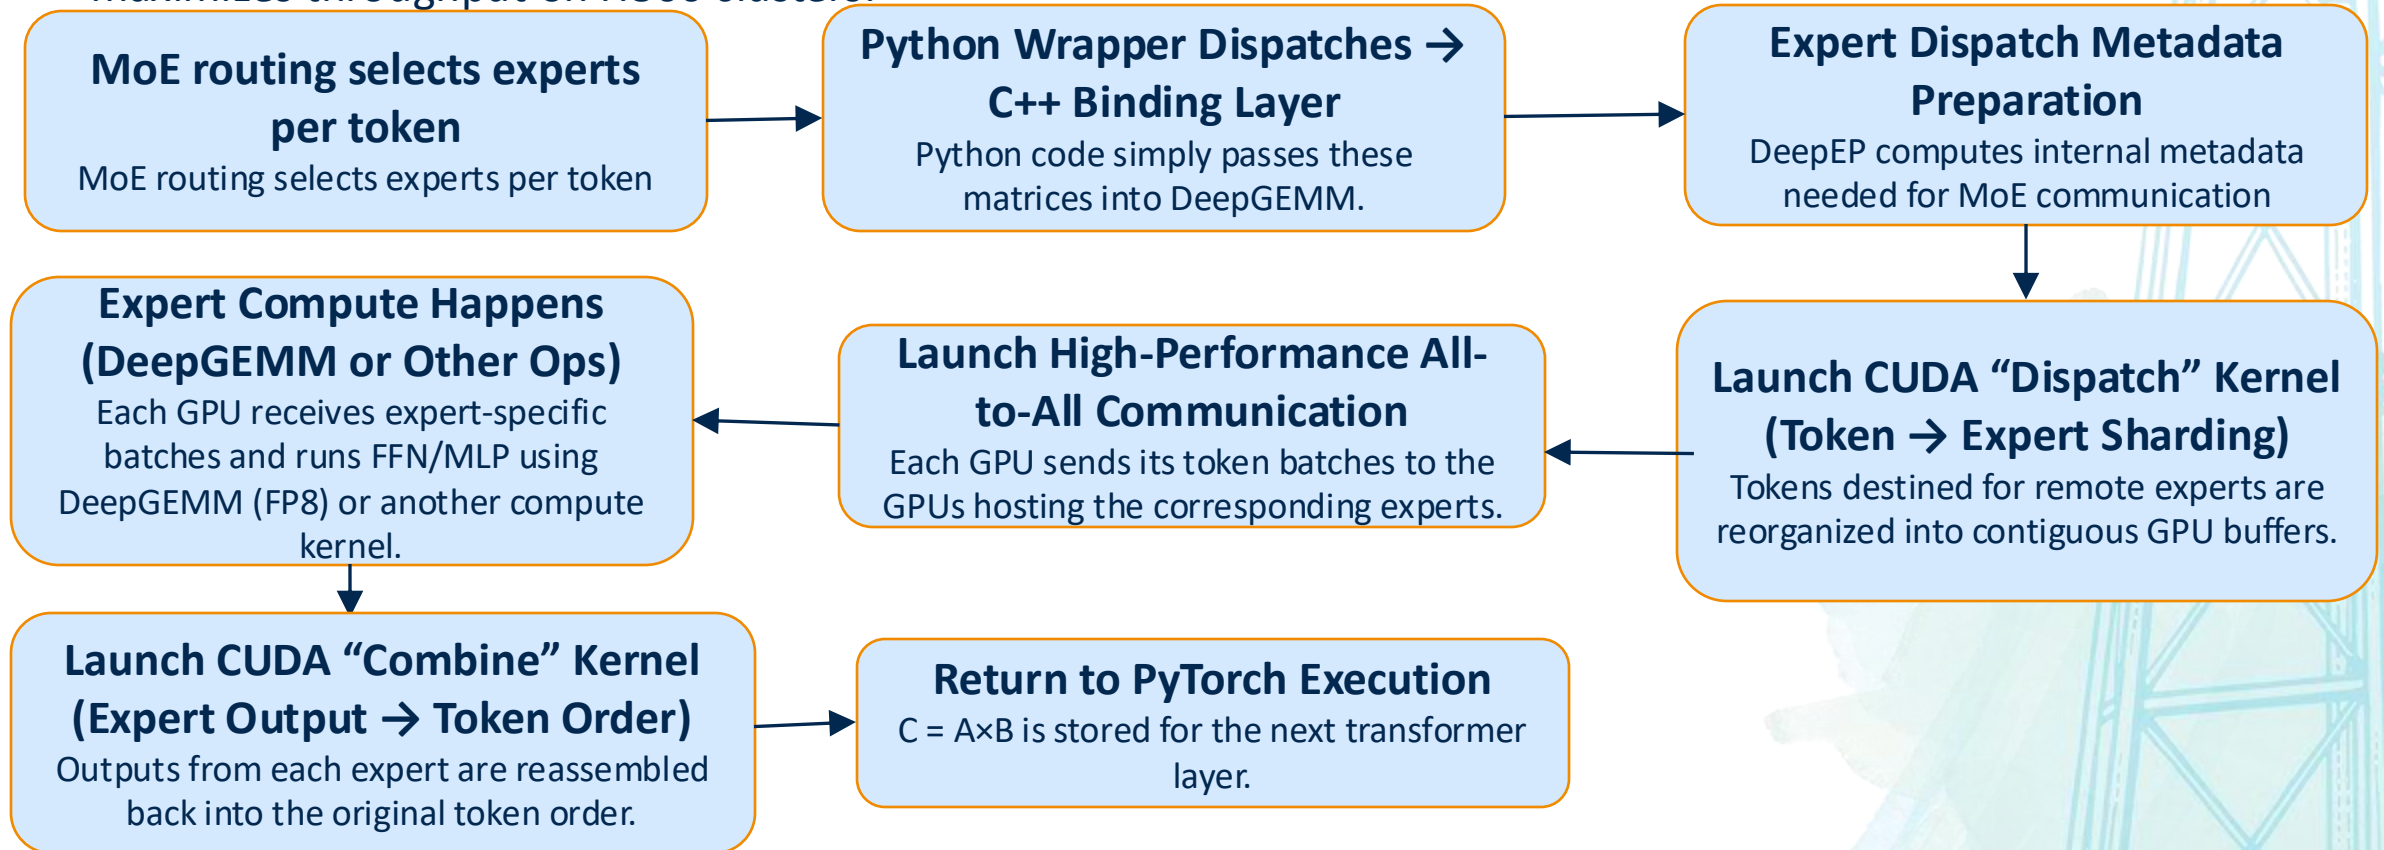 MoE routing selects experts
per token
MoE routing selects experts per token
Python Wrapper Dispatches →
C++ Binding Layer
Python code simply passes these
matrices into DeepGEMM.
Expert Dispatch Metadata
Preparation
DeepEP computes internal metadata
needed for MoE communication
Launch CUDA “Dispatch” Kernel
(Token → Expert Sharding)
Tokens destined for remote experts are
reorganized into contiguous GPU buffers.
Launch High-Performance All-
to-All Communication
Each GPU sends its token batches to the
GPUs hosting the corresponding experts.
Expert Compute Happens
(DeepGEMM or Other Ops)
Each GPU receives expert-specific
batches and runs FFN/MLP using
DeepGEMM (FP8) or another compute
kernel.
Launch CUDA “Combine” Kernel
(Expert Output → Token Order)
Outputs from each expert are reassembled
back into the original token order.
Return to PyTorch Execution
C = A×B is stored for the next transformer
layer.